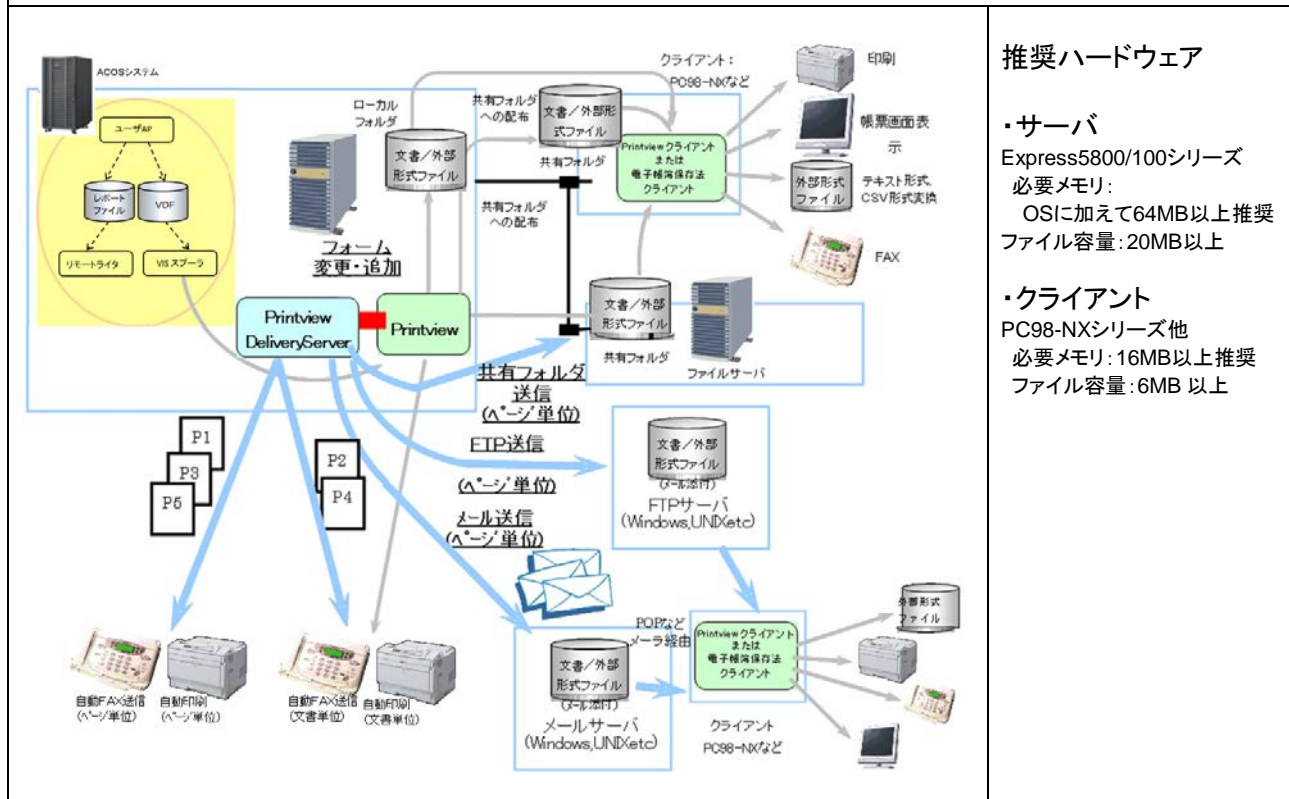 ACOSシステム
ユーザAP
レポート
ファイル
VDF
リモートライタ
VISスプーラ
フォーム
変更・追加
ローカル
フォルダ
文書／外部
形式ファイル
共有フォルダ
への配布
共有フォルダ
への配布
文書／外部形
式ファイル
共有フォルダ
クライアント：
PC98-NXなど
Printviewクライアント
または
電子帳簿保存法
クライアント
印刷
帳票画面表
示
外部形式
ファイル
テキスト形式,
CSV形式変換
FAX
Printview
DeliveryServer
Printview
文書／外部
形式ファイル
共有フォルダ
ファイルサーバ
共有フォルダ
送信
(ページ単位)
FTP送信
(ページ単位)
メール送信
(ページ単位)
P1
P3
P5
P2
P4
文書／外部
形式ファイル
(メール添付)
FTPサーバ
(Windows,UNIXetc)
自動FAX送信
(ページ単位)
自動印刷
(ページ単位)
自動FAX送信
(文書単位)
自動印刷
(文書単位)
文書／外部
形式ファイル
(メール添付)
メールサーバ
(Windows,UNIXetc)
POPなど
メーラ経由
Printviewクライアント
または
電子帳簿保存法
クライアント
クライアント
PC98-NXなど
外部形式
ファイル
推奨ハードウェア
・サーバ
Express5800/100シリーズ
必要メモリ：
OSに加えて64MB以上推奨
ファイル容量：20MB以上
・クライアント
PC98-NXシリーズ他
必要メモリ：16MB以上推奨
ファイル容量：6MB 以上